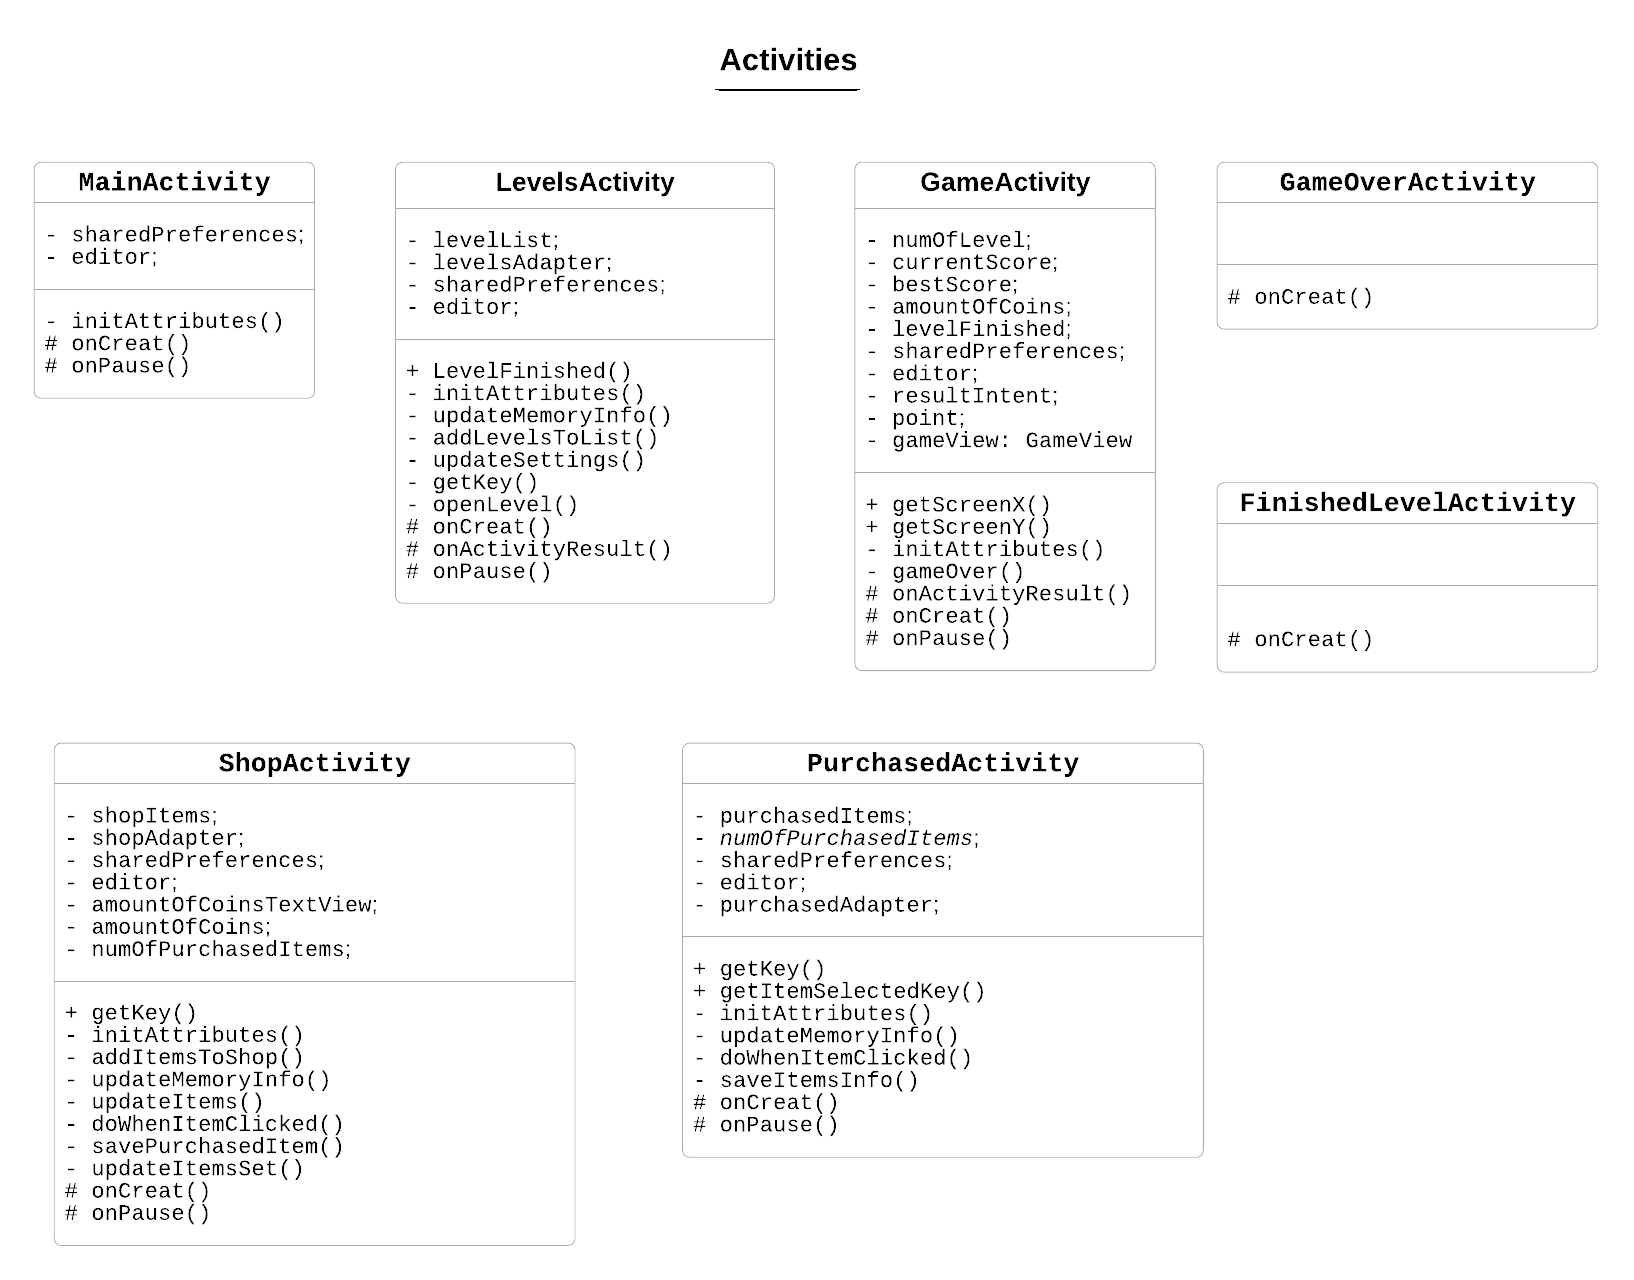 Activities
MainActivity
- sharedPreferences;
- editor;
- initAttributes()
# onCreat()
# onPause()
LevelsActivity
- levelList;
- levelsAdapter;
- sharedPreferences;
- editor;
+ LevelFinished()
- initAttributes()
- updateMemoryInfo()
- addLevelsToList()
- updateSettings()
- getKey()
- openLevel()
# onCreat()
# onActivityResult()
# onPause()
GameActivity
- numOfLevel;
- currentScore;
- bestScore;
- amountOfCoins;
- levelFinished;
- sharedPreferences;
- editor;
- resultIntent;
- point;
- gameView: GameView
+ getScreenX()
+ getScreenY()
- initAttributes()
- gameOver()
# onActivityResult()
# onCreat()
# onPause()
GameOverActivity
# onCreat()
FinishedLevelActivity
# onCreat()
ShopActivity
- shopItems;
- shopAdapter;
- sharedPreferences;
- editor;
- amountOfCoinsTextView;
- amountOfCoins;
- numOfPurchasedItems;
+ getKey()
- initAttributes()
- addItemsToShop()
- updateMemoryInfo()
- updateItems()
- doWhenItemClicked()
- savePurchasedItem()
- updateItemsSet()
# onCreat()
# onPause()
PurchasedActivity
- purchasedItems;
- numOfPurchasedItems;
- sharedPreferences;
- editor;
- purchasedAdapter;
+ getKey()
+ getItemSelectedKey()
- initAttributes()
- updateMemoryInfo()
- doWhenItemClicked()
- saveItemsInfo()
# onCreat()
# onPause()